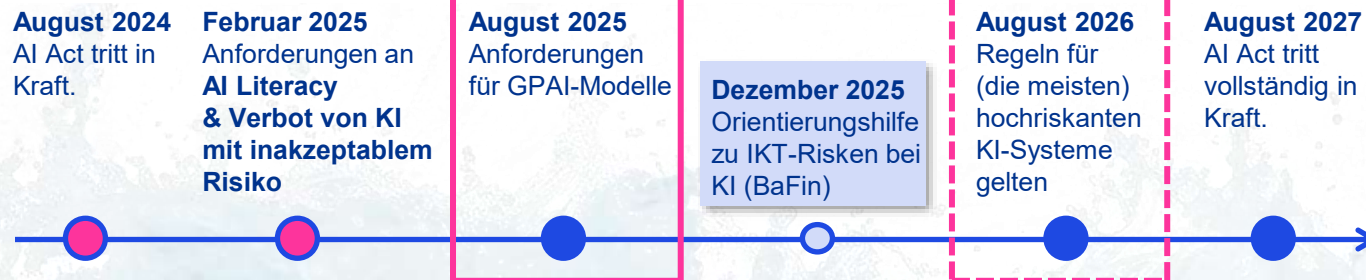 August 2024
AI Act tritt in
Kraft.
Februar 2025
Anforderungen an
AI Literacy
& Verbot von KI
mit inakzeptablem
Risiko
August 2025
Anforderungen
für GPAI-Modelle
Dezember 2025
Orientierungshilfe
zu IKT-Risken bei
KI (BaFin)
August 2026
Regeln für
(die meisten)
hochriskanten
KI-Systeme
gelten
August 2027
AI Act tritt
vollständig in
Kraft.